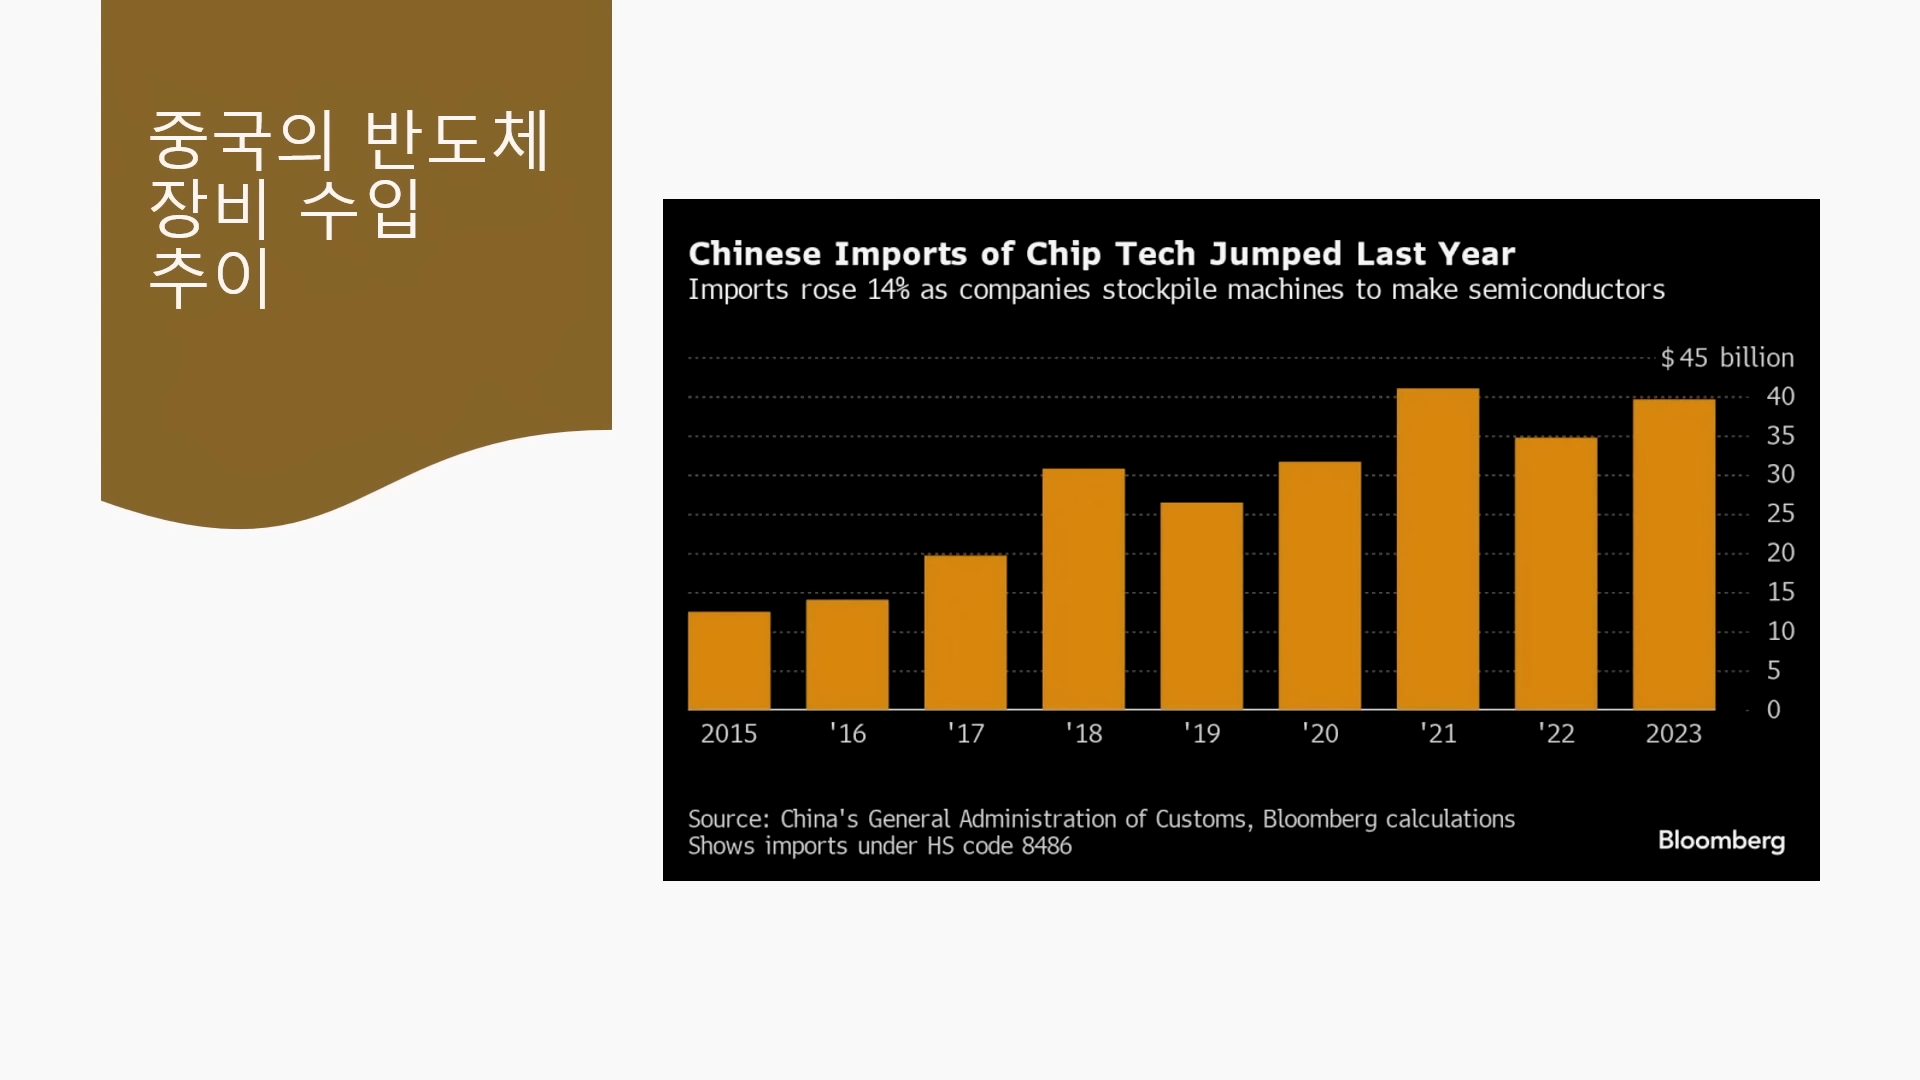 중국의 반도체
장비 수입
추이
Chinese Imports of Chip Tech Jumped Last Year
Imports rose 14% as companies stockpile machines to make semiconductors
$45 billion
40
35
30
25
20
15
10
5
0
2015 '16 '17 '18 '19 '20 '21 '22 2023
Source: China's General Administration of Customs, Bloomberg calculations
Shows imports under HS code 8486
Bloomberg